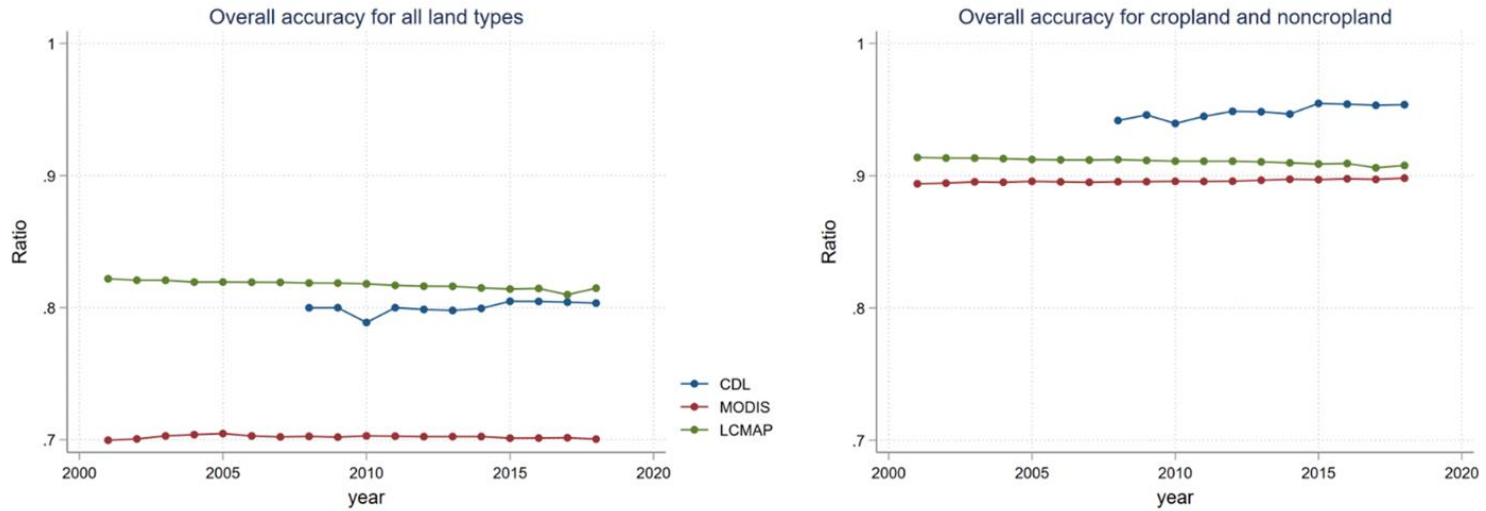 Overall accuracy for all land types
1
.9
.8
.7
Ratio
2000 2005 2010 2015 2020
year
CDL
MODIS
LCMAP
Overall accuracy for cropland and noncropland
1
.9
.8
.7
Ratio
2000 2005 2010 2015 2020
year